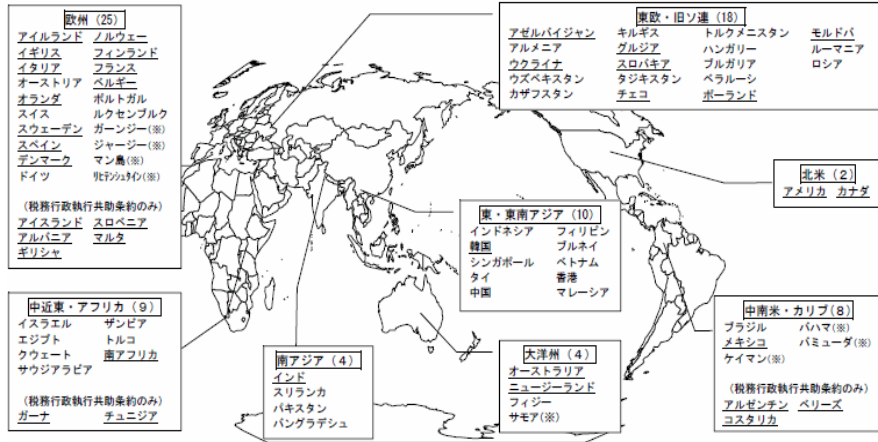 欧州（25）
アイルランド ノルウェー
イギリス フィンランド
イタリア フランス
オーストリア ベルギー
オランダ ポルトガル
スイス ルクセンブルク
スウェーデン ガーンジー（※）
スペイン ジャージー（※）
デンマーク マン島（※）
ドイツ リヒテンシュタイン（※）
（税務行政執行共助条約のみ）
アイスランド スロベニア
アルバニア マルタ
ギリシャ
東欧・旧ソ連（18）
アゼルバイジャン キルギス トルクメニスタン モルドバ
アルメニア グルジア ハンガリー ルーマニア
ウクライナ スロバキア ブルガリア ロシア
ウズベキスタン タジキスタン ベラルーシ
カザフスタン チェコ ポーランド
北米（2）
アメリカ カナダ
東・東南アジア（10）
インドネシア フィリピン
韓国 ブルネイ
シンガポール ベトナム
タイ 香港
中国 マレーシア
中近東・アフリカ（9）
イスラエル ザンビア
エジプト トルコ
クウェート 南アフリカ
サウジアラビア
（税務行政執行共助条約のみ）
ガーナ チュニジア
南アジア（4）
インド
スリランカ
パキスタン
バングラデシュ
大洋州（4）
オーストラリア
ニュージーランド
フィジー
サモア（※）
中南米・カリブ（8）
ブラジル バハマ（※）
メキシコ バミューダ（※）
ケイマン（※）
（税務行政執行共助条約のみ）
アルゼンチン ベリーズ
コスタリカ